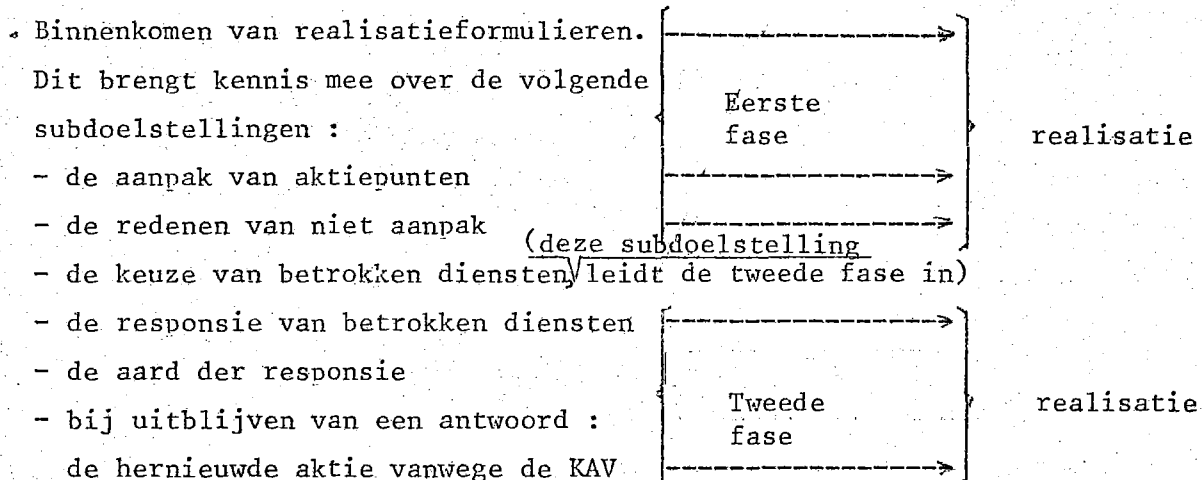 . Binnenkomen van realisatieformulieren.
Dit brengt kennis mee over de volgende
subdoelstellingen :
- de aanpak van aktiepunten
- de redenen van niet aanpak
- de keuze van betrokken diensten (deze subdoelstelling leidt de tweede fase in)
- de responsie van betrokken diensten
- de aard der responsie
- bij uitblijven van een antwoord :
de hernieuwde aktie vanwege de KAV
Eerste
fase
realisatie
Tweede
fase
realisatie